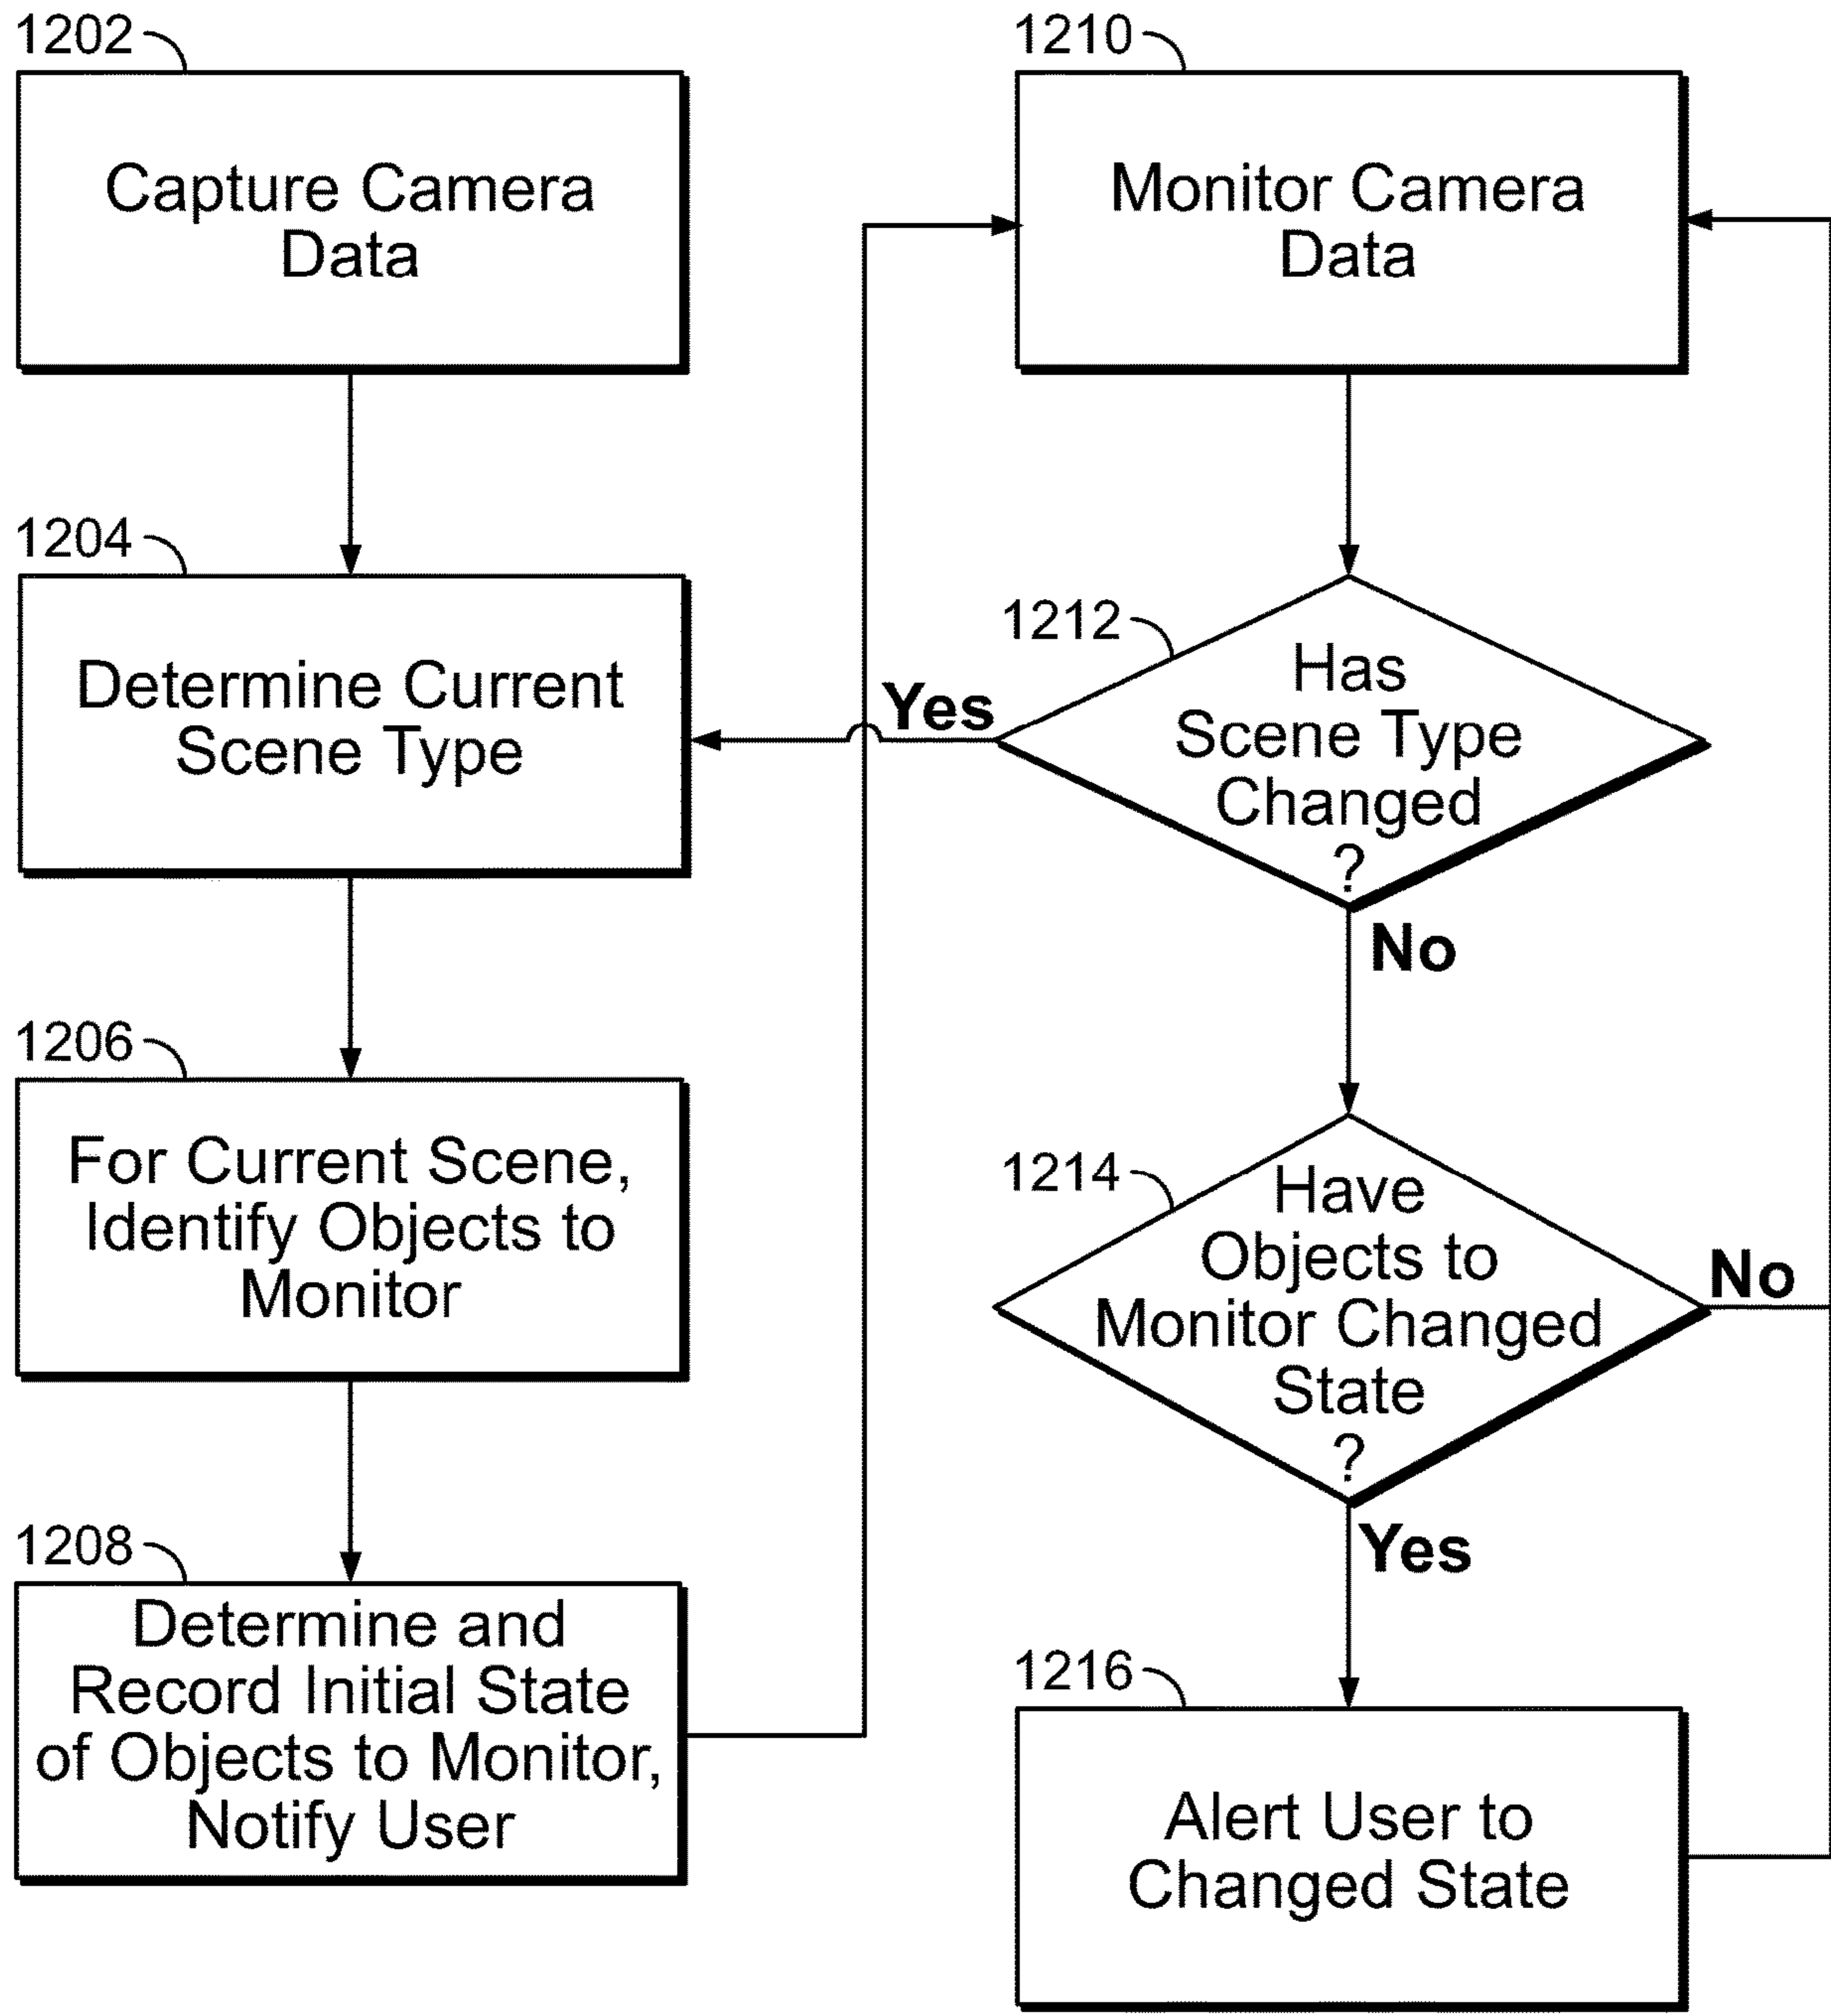 1202
Capture Camera
Data
1204
Determine Current
Scene Type
1206
For Current Scene,
Identify Objects to
Monitor
1208
Determine and
Record Initial State
of Objects to Monitor,
Notify User
1210
Monitor Camera
Data
1212
Has
Scene Type
Changed
?
Yes
No
1214
Have
Objects to
Monitor Changed
State
?
No
Yes
1216
Alert User to
Changed State